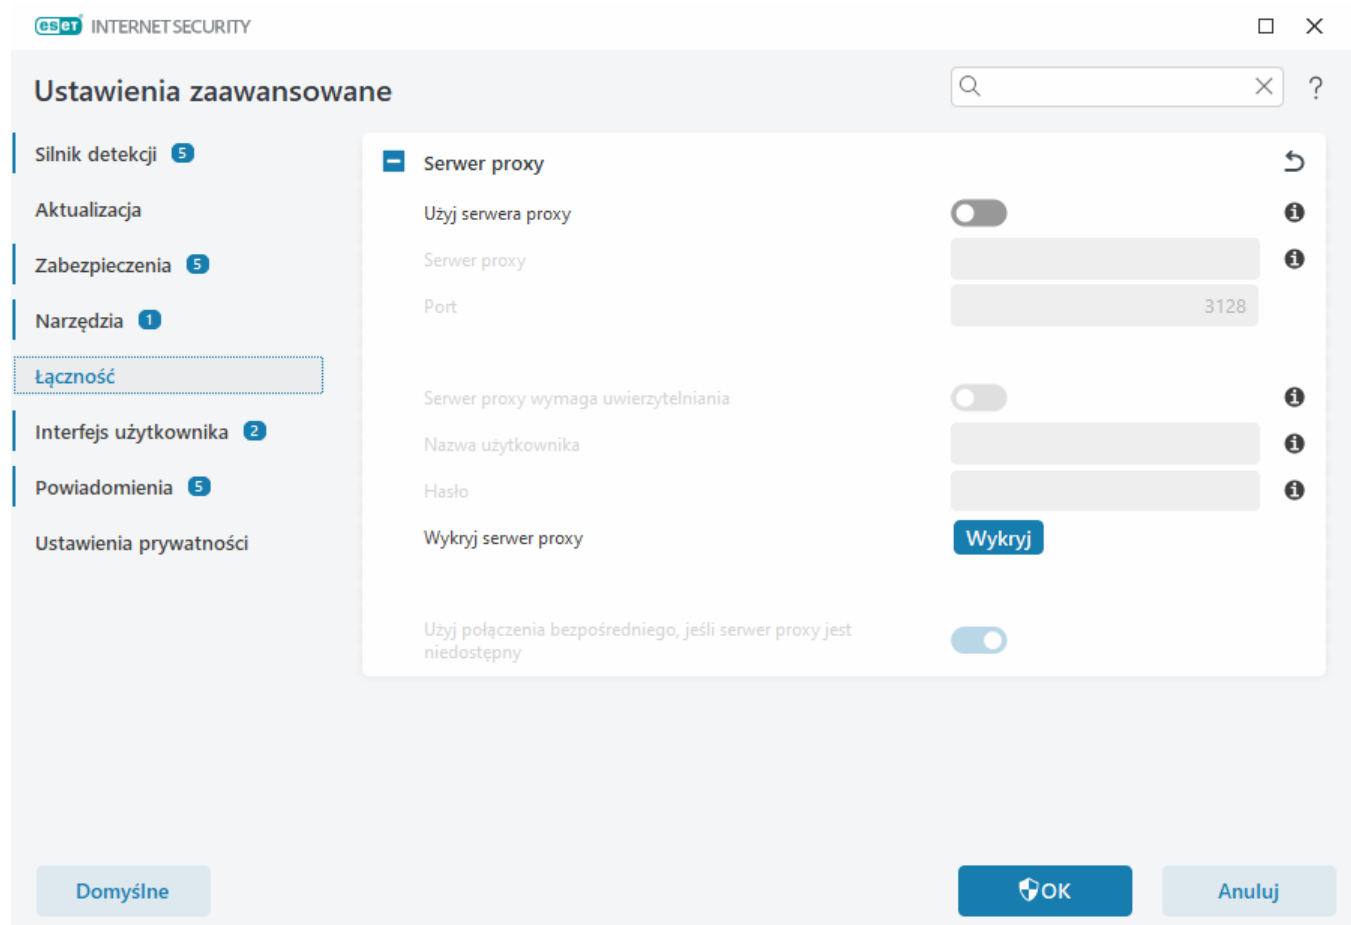 eset INTERNET SECURITY
Ustawienia zaawansowane
?
Silnik detekcji 5
Aktualizacja
Zabezpieczenia 5
Narzędzia 1
Łączność
Interfejs użytkownika 2
Powiadomienia 5
Ustawienia prywatności
Serwer proxy
Użyj serwera proxy
Serwer proxy
Port 3128
Serwer proxy wymaga uwierzytelniania
Nazwa użytkownika
Hasło
Wykryj serwer proxy Wykryj
Użyj połączenia bezpośredniego, jeśli serwer proxy jest
niedostępny
Domyślne
OK
Anuluj